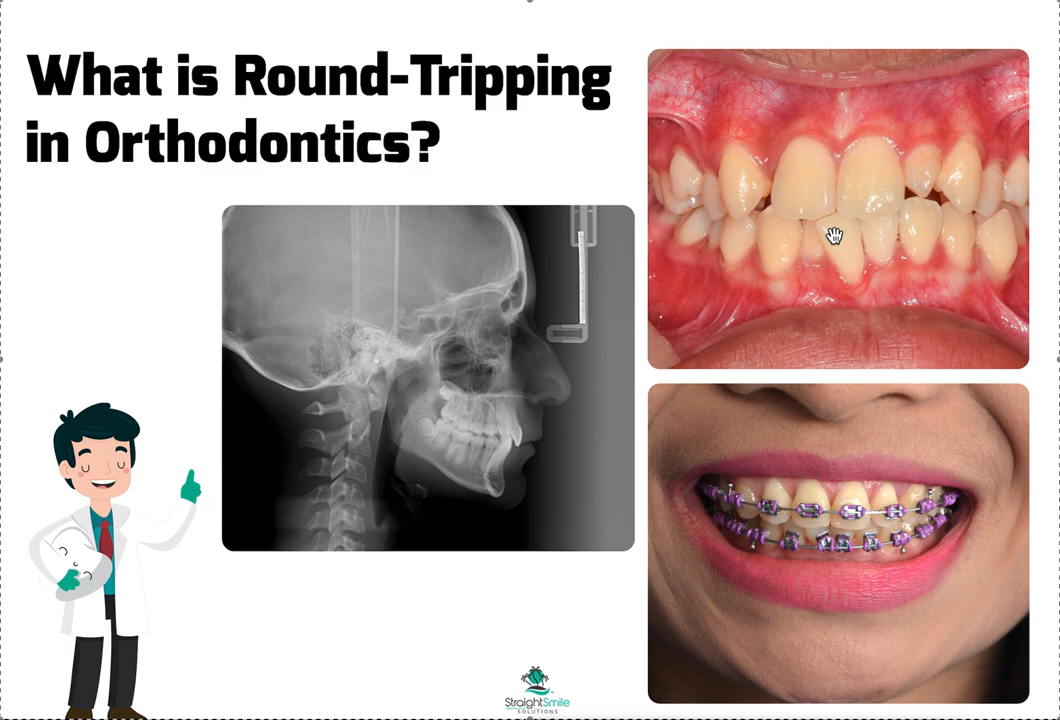 What is Round-Tripping
in Orthodontics?
StraightSmile
SOLUTIONS